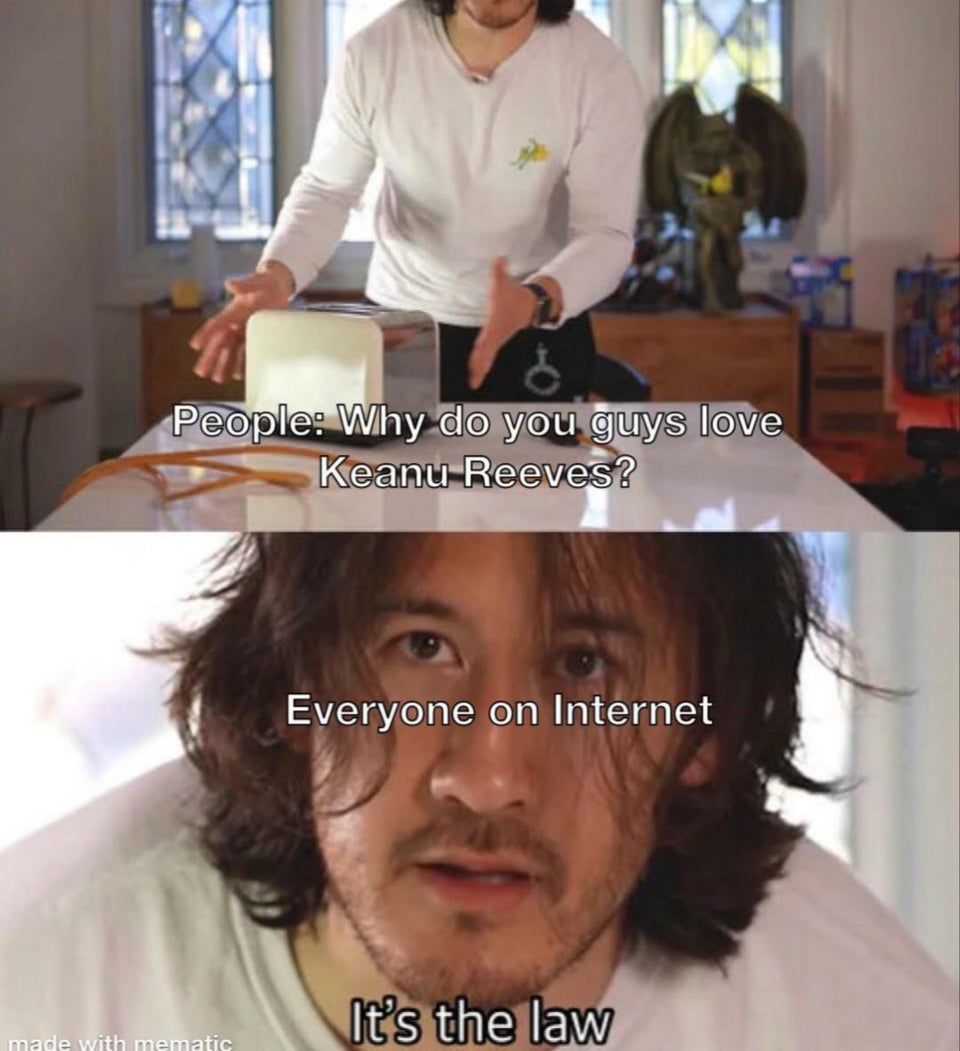 People: Why do you guys love
Keanu Reeves?
Everyone on Internet
It's the law
made with mematic